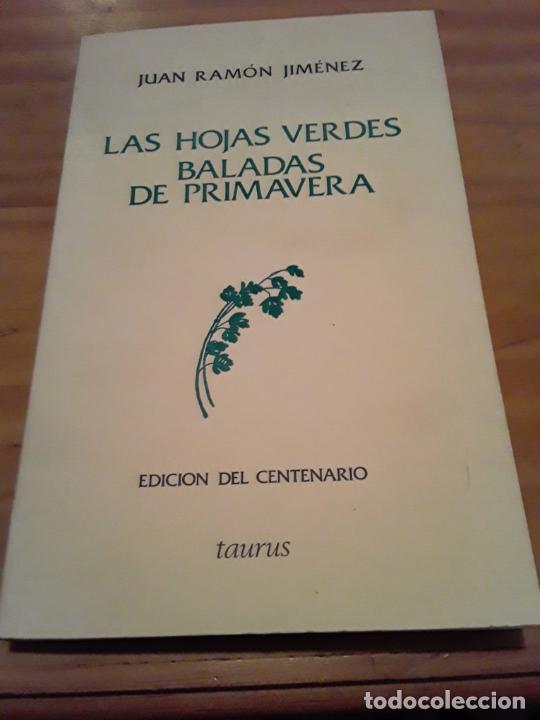 JUAN RAMÓN JIMÉNEZ
LAS HOJAS VERDES
BALADAS
DE PRIMAVERA
EDICION DEL CENTENARIO
taurus
todocoleccion